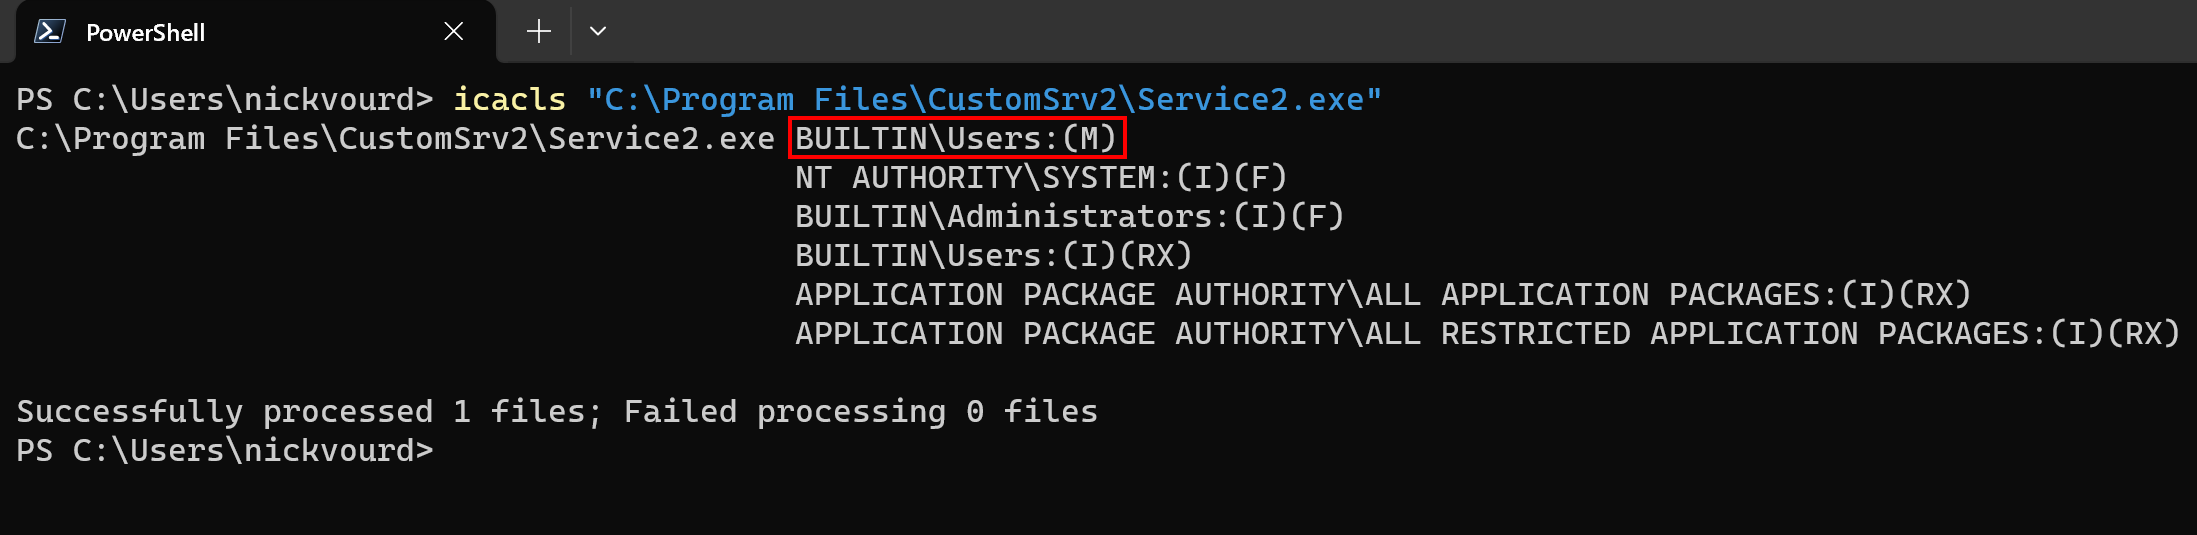 PowerShell
PS C:\Users\nickvourd> icacls "C:\Program Files\CustomSrv2\Service2.exe"
C:\Program Files\CustomSrv2\Service2.exe BUILTIN\Users:(M)
NT AUTHORITY\SYSTEM:(I)(F)
BUILTIN\Administrators:(I)(F)
BUILTIN\Users:(I)(RX)
APPLICATION PACKAGE AUTHORITY\ALL APPLICATION PACKAGES:(I)(RX)
APPLICATION PACKAGE AUTHORITY\ALL RESTRICTED APPLICATION PACKAGES:(I)(RX)
Successfully processed 1 files; Failed processing 0 files
PS C:\Users\nickvourd>